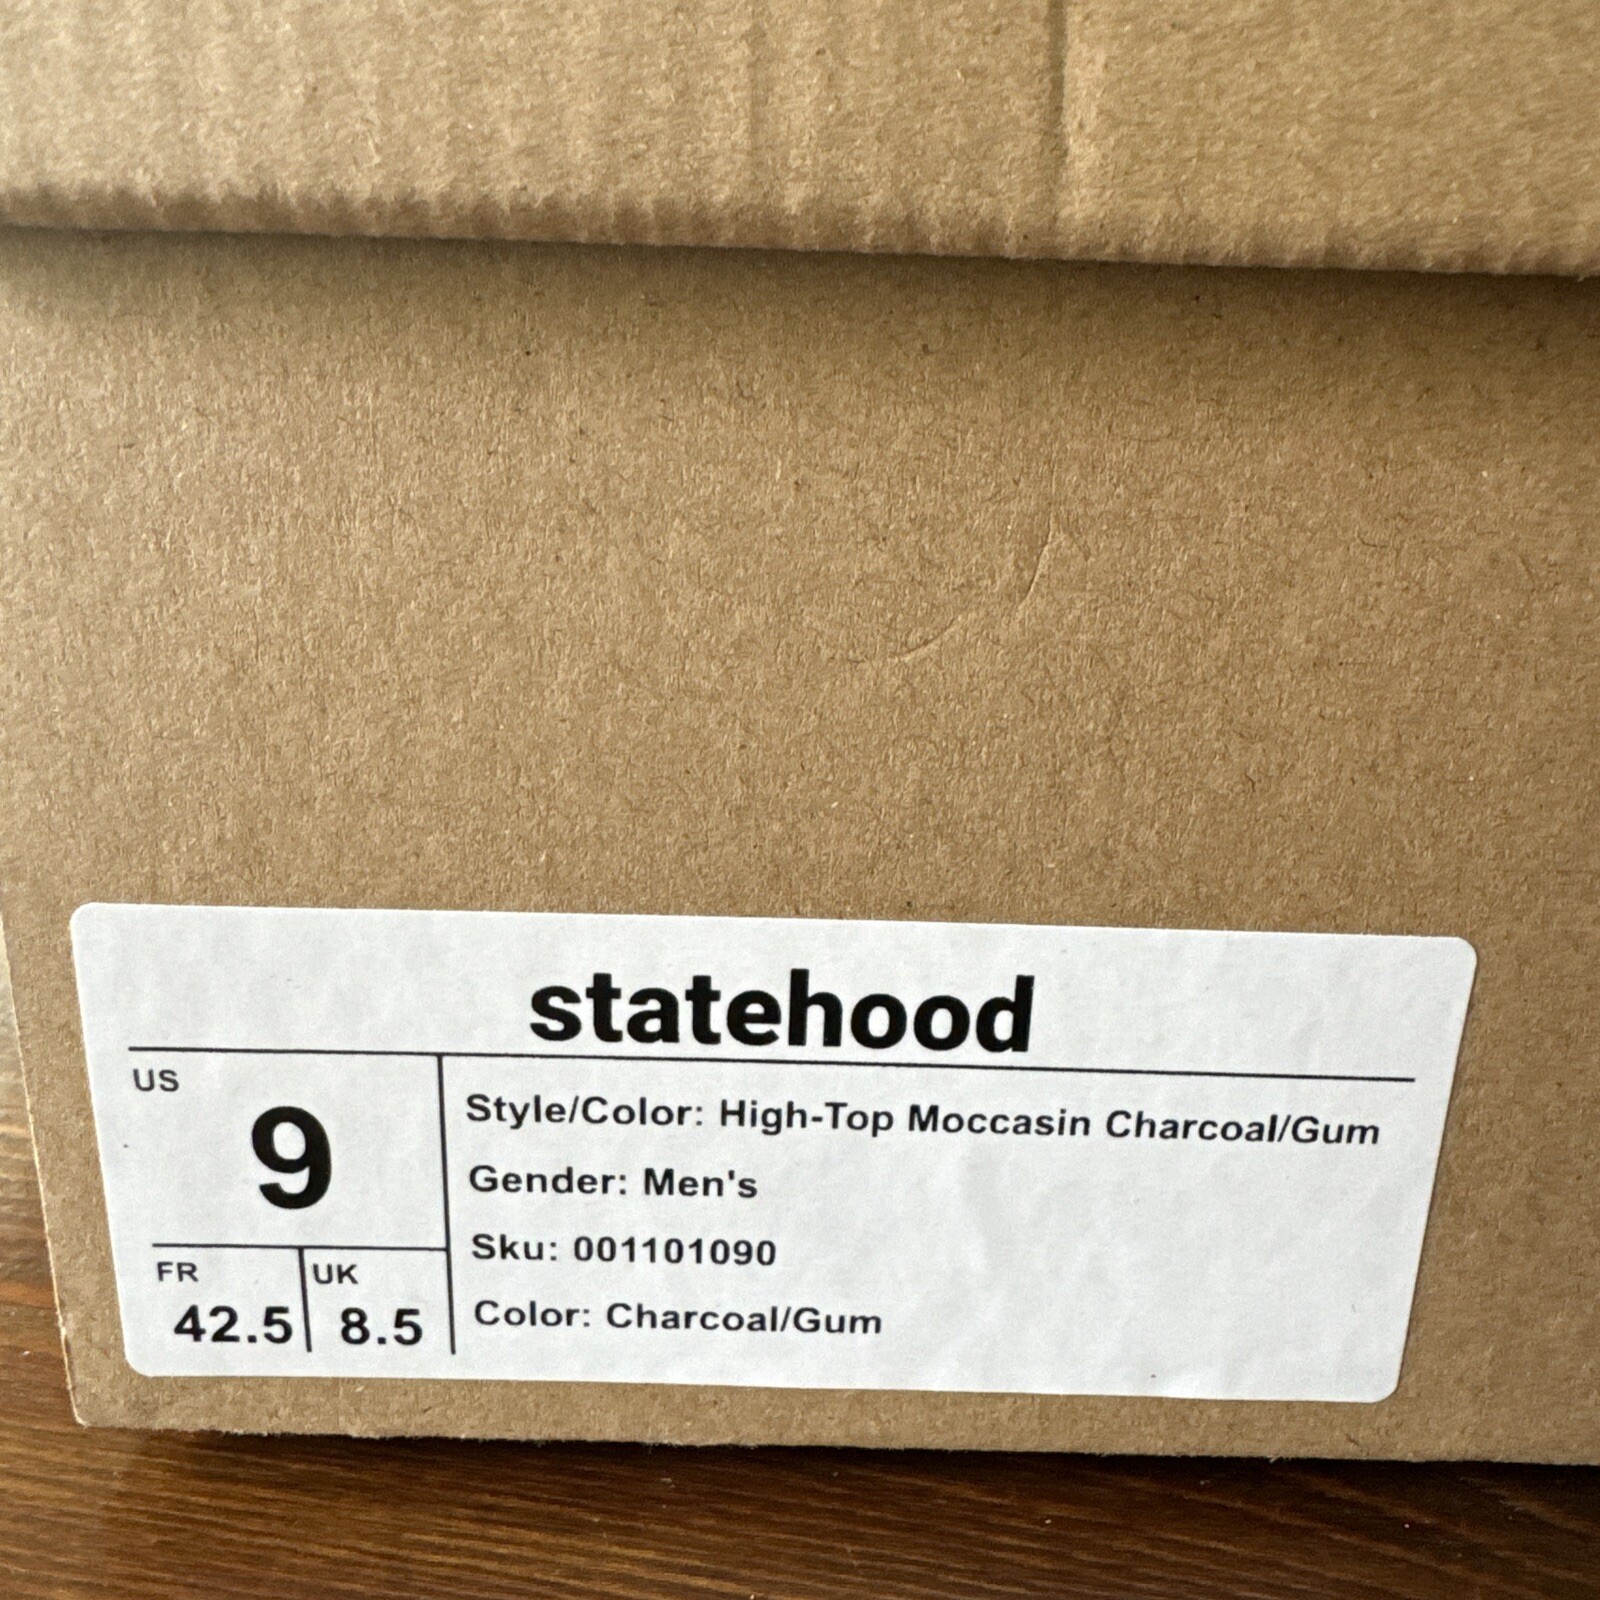 statehood
US
9
FR
42.5
UK
8.5
Style/Color: High-Top Moccasin Charcoal/Gum
Gender: Men's
Sku: 001101090
Color: Charcoal/Gum